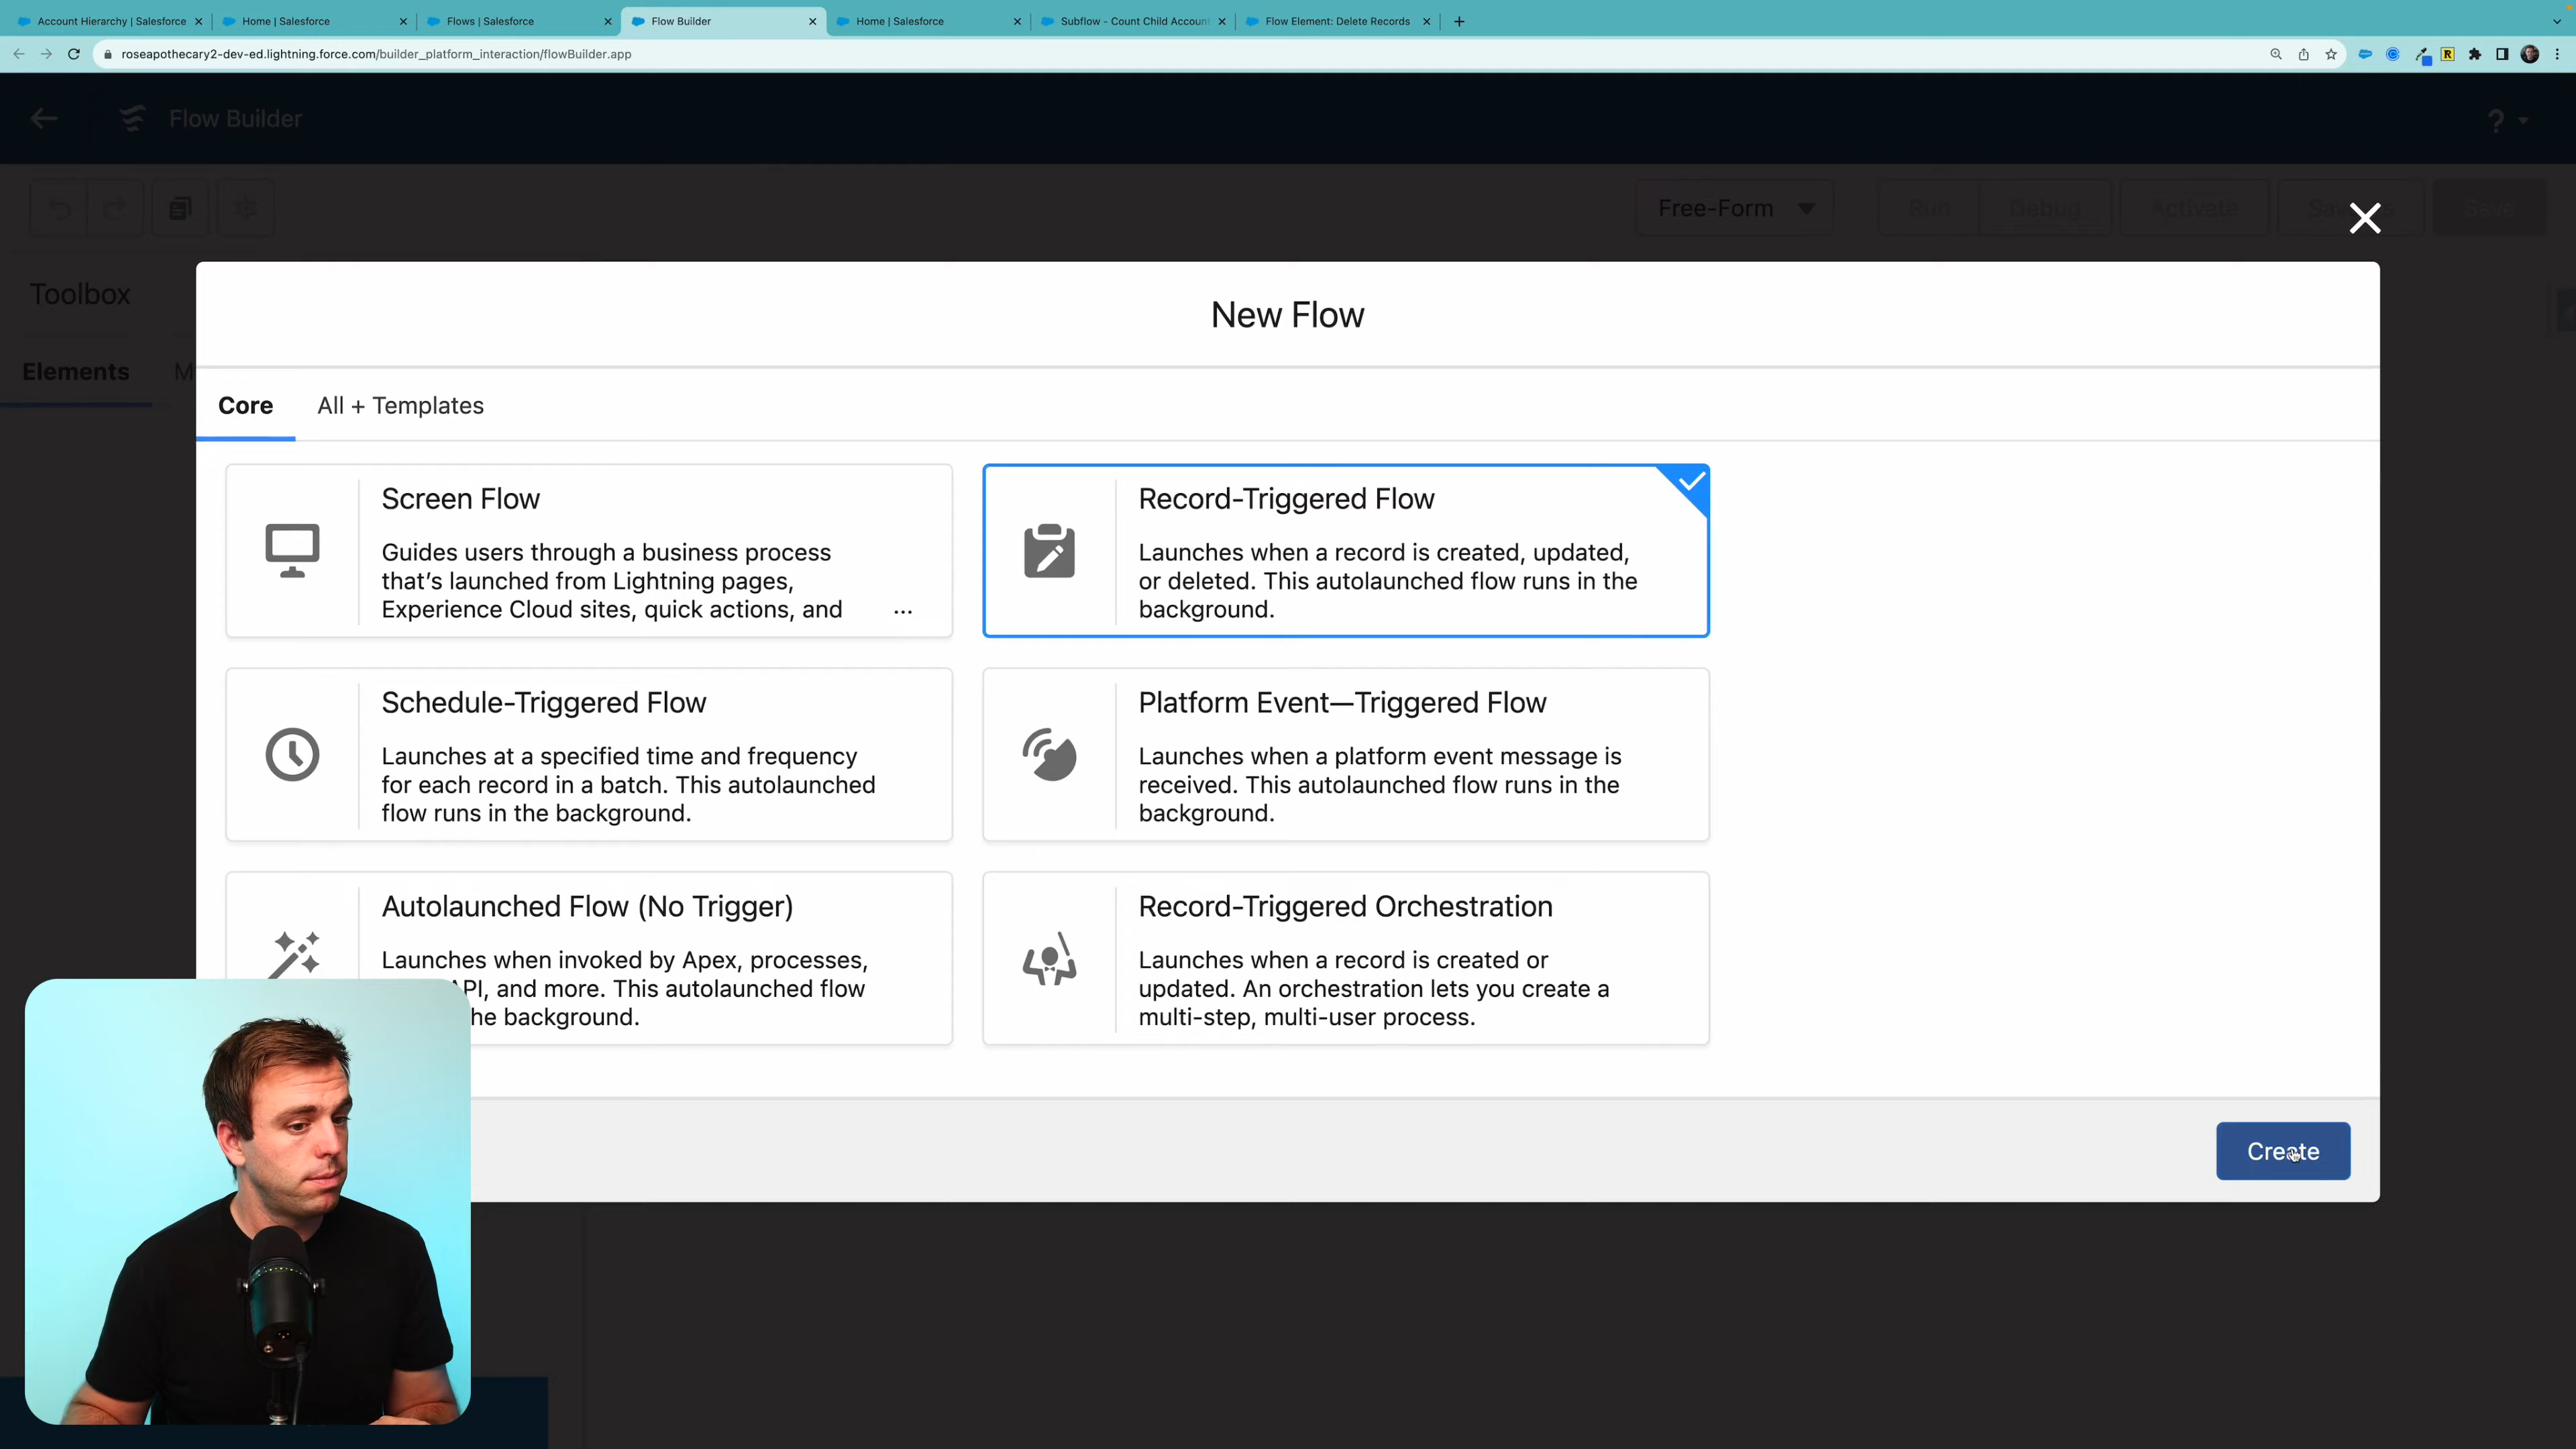 Account Hierarchy | Salesforce
Home | Salesforce
Flows | Salesforce
Flow Builder
Home | Salesforce
Subflow - Count Child Account
Flow Element: Delete Records
roseapothecary2-dev-ed.lightning.force.com/builder_platform_interaction/flowBuilder.app
Flow Builder
?
Free-Form
Run
Debug
Activate
Save
Toolbox
Elements
M
New Flow
Core
All + Templates
Screen Flow
Guides users through a business process
that's launched from Lightning pages,
Experience Cloud sites, quick actions, and ...
Record-Triggered Flow
Launches when a record is created, updated,
or deleted. This autolaunched flow runs in the
background.
Schedule-Triggered Flow
Launches at a specified time and frequency
for each record in a batch. This autolaunched
flow runs in the background.
Platform Event—Triggered Flow
Launches when a platform event message is
received. This autolaunched flow runs in the
background.
Autolaunched Flow (No Trigger)
Launches when invoked by Apex, processes,
API, and more. This autolaunched flow
he background.
Record-Triggered Orchestration
Launches when a record is created or
updated. An orchestration lets you create a
multi-step, multi-user process.
Create